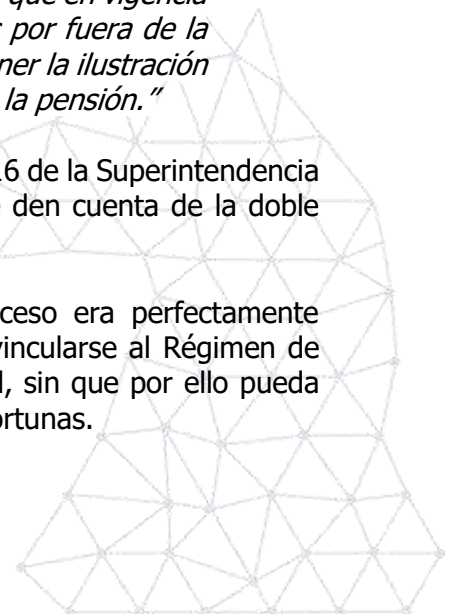 que en vigencia
por fuera de la
ner la ilustración
la pensión.”
16 de la Superintendencia
den cuenta de la doble
ceso era perfectamente
vincularse al Régimen de
, sin que por ello pueda
ortunas.